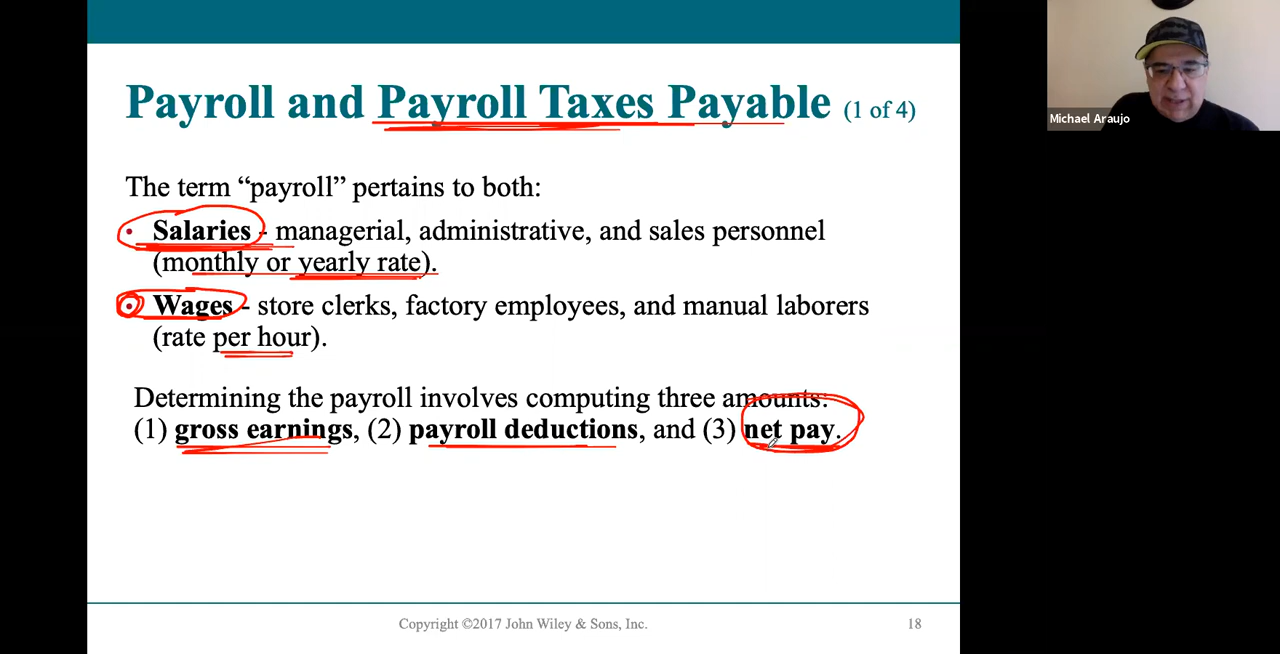 Payroll and Payroll Taxes Payable (1 of 4)
The term “payroll” pertains to both:
• Salaries - managerial, administrative, and sales personnel
(monthly or yearly rate).
• Wages - store clerks, factory employees, and manual laborers
(rate per hour).
Determining the payroll involves computing three amounts:
(1) gross earnings, (2) payroll deductions, and (3) net pay.
Copyright ©2017 John Wiley & Sons, Inc.
18
Michael Araujo